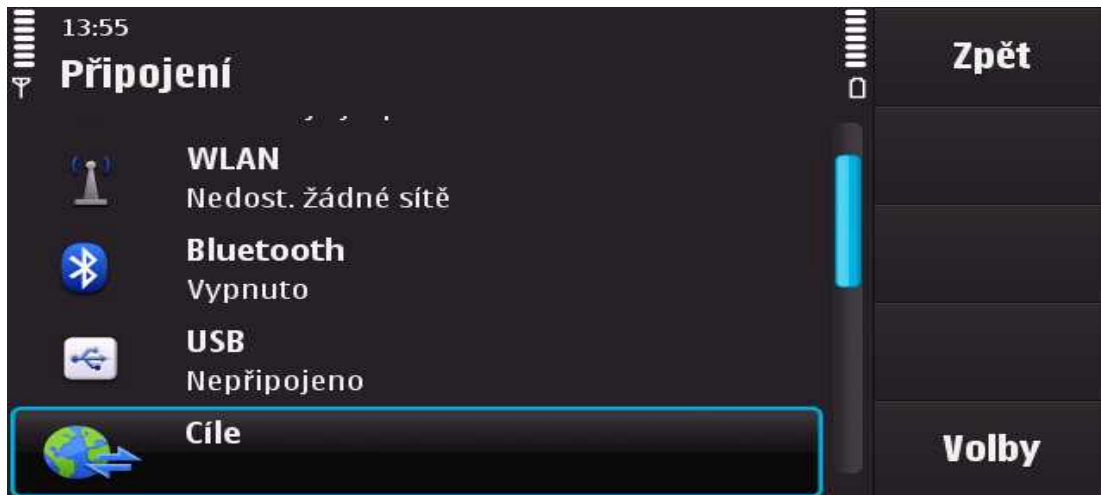 13:55
Připojení
Zpět
WLAN
Nedost. žádné sítě
Bluetooth
Vypnuto
USB
Nepřipojeno
Cíle
Volby